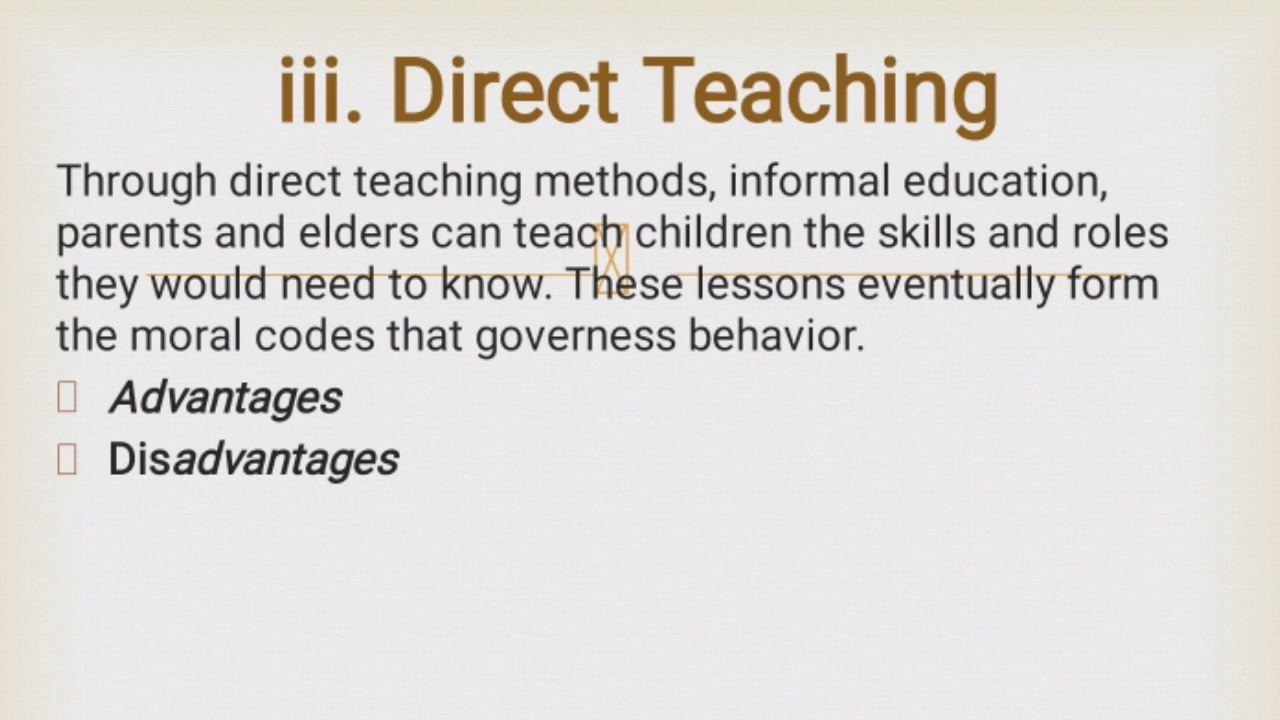 iii. Direct Teaching
Through direct teaching methods, informal education,
parents and elders can teach children the skills and roles
they would need to know. These lessons eventually form
the moral codes that governess behavior.
Advantages
Disadvantages